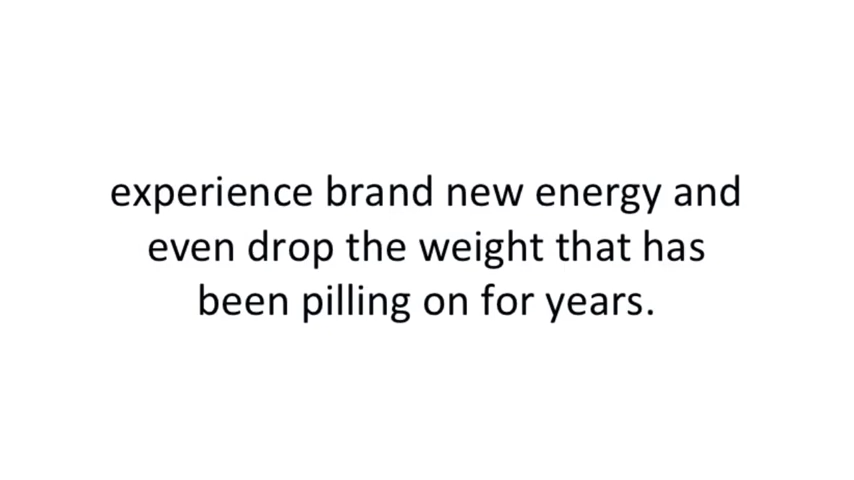 experience brand new energy and
even drop the weight that has
been pilling on for years.